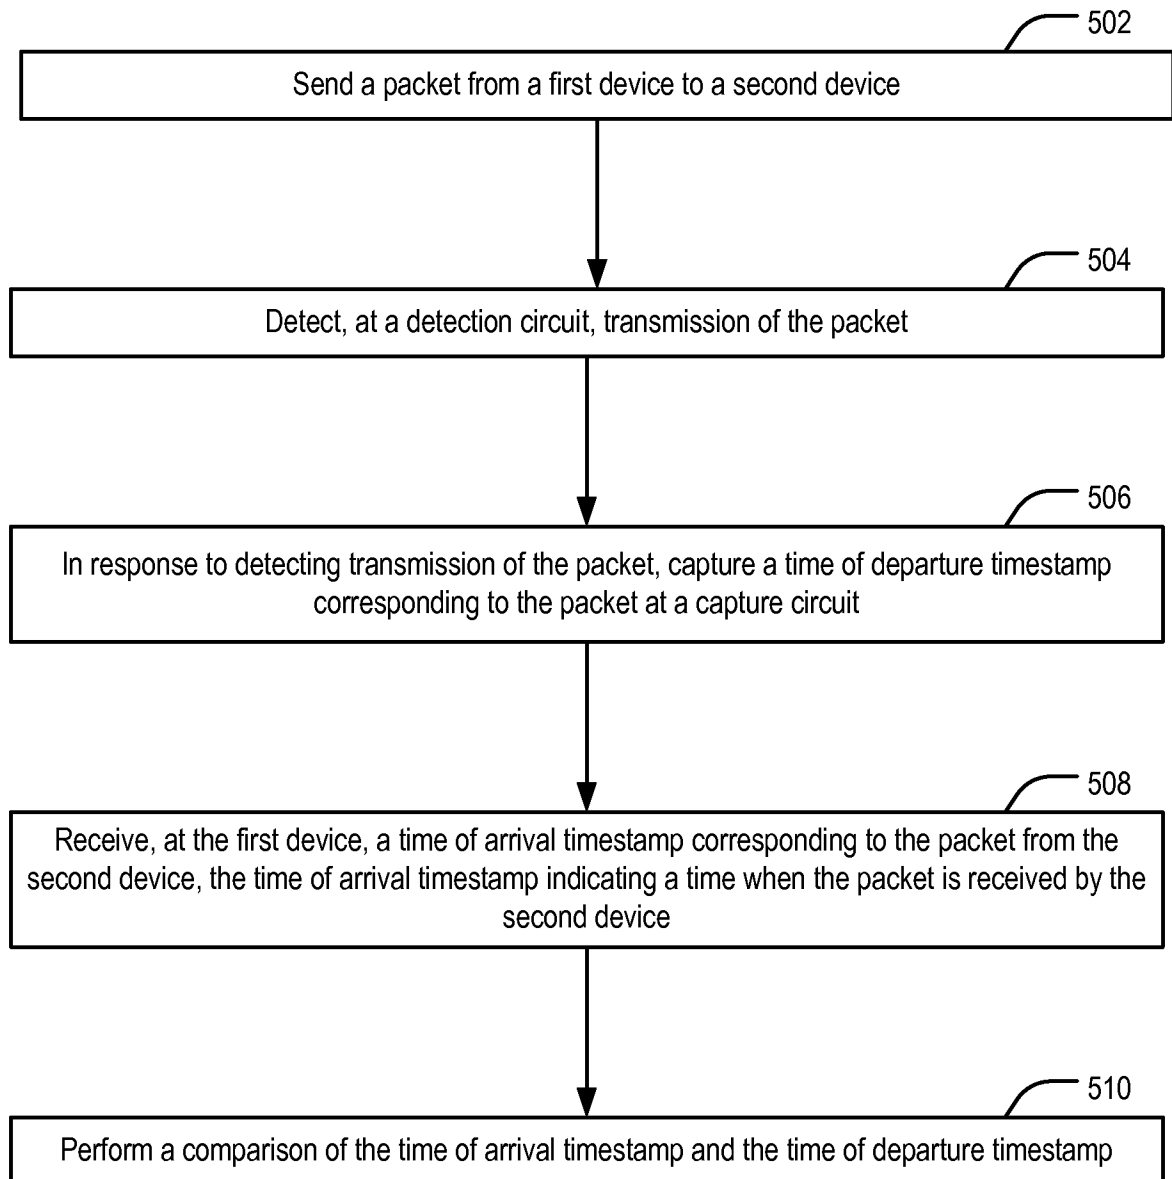 502
Send a packet from a first device to a second device
504
Detect, at a detection circuit, transmission of the packet
506
In response to detecting transmission of the packet, capture a time of departure timestamp
corresponding to the packet at a capture circuit
508
Receive, at the first device, a time of arrival timestamp corresponding to the packet from the
second device, the time of arrival timestamp indicating a time when the packet is received by the
second device
510
Perform a comparison of the time of arrival timestamp and the time of departure timestamp